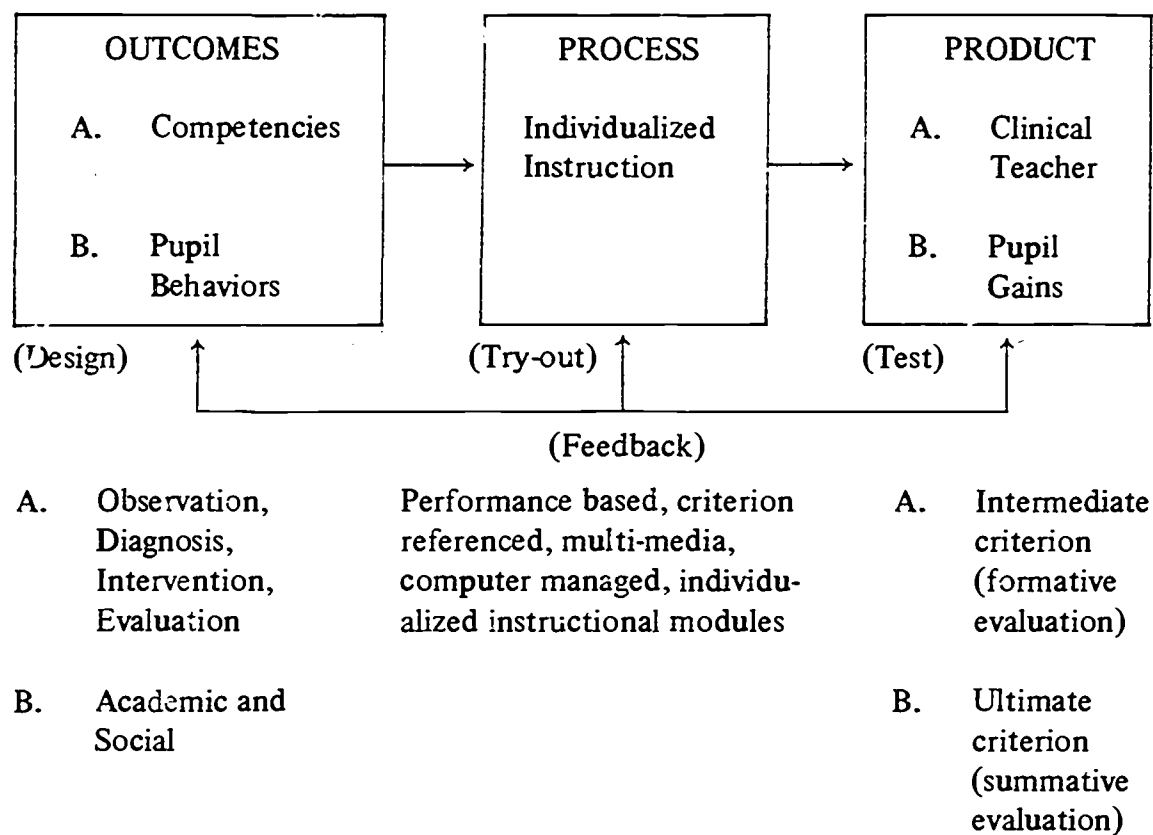 OUTCOMES
A. Competencies
B. Pupil
Behaviors
PROCESS
Individualized
Instruction
PRODUCT
A. Clinical
Teacher
B. Pupil
Gains
(Design)
(Try-out)
(Test)
(Feedback)
A. Observation,
Diagnosis,
Intervention,
Evaluation
B. Academic and
Social
Performance based, criterion
referenced, multi-media,
computer managed, individu-
alized instructional modules
A. Intermediate
criterion
(formative
evaluation)
B. Ultimate
criterion
(summative
evaluation)